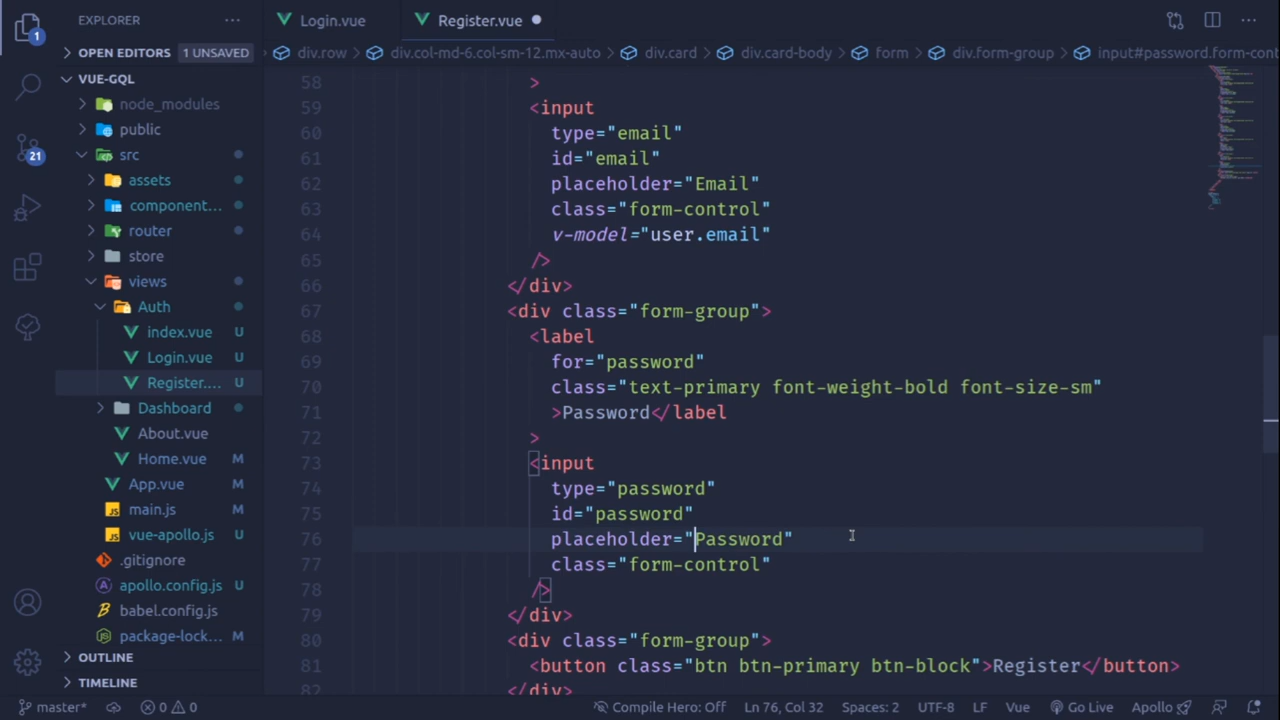 EXPLORER
Login.vue
Register.vue
OPEN EDITORS 1 UNSAVED
div.row
div.col-md-6.col-sm-12.mx-auto
div.card
div.card-body
form
div.form-group
input#password.form-cont
VUE-GQL
node_modules
public
src
assets
component...
router
store
views
Auth
index.vue U
Login.vue U
Register.... U
Dashboard
About.vue
Home.vue M
App.vue M
main.js M
vue-apollo.js U
.gitignore
apollo.config.js U
babel.config.js
package-lock... M
OUTLINE
TIMELINE
1
21
58 >
59 <input
60 type="email"
61 id="email"
62 placeholder="Email"
63 class="form-control"
64 v-model="user.email"
65 />
66 </div>
67 <div class="form-group">
68 <label
69 for="password"
70 class="text-primary font-weight-bold font-size-sm"
71 >Password</label
72 >
73 <input
74 type="password"
75 id="password"
76 placeholder="Password"
77 class="form-control"
78 />
79 </div>
80 <div class="form-group">
81 <button class="btn btn-primary btn-block">Register</button>
82 </div>
master* 0 0 Compile Hero: Off Ln 76, Col 32 Spaces: 2 UTF-8 LF Vue Go Live Apollo